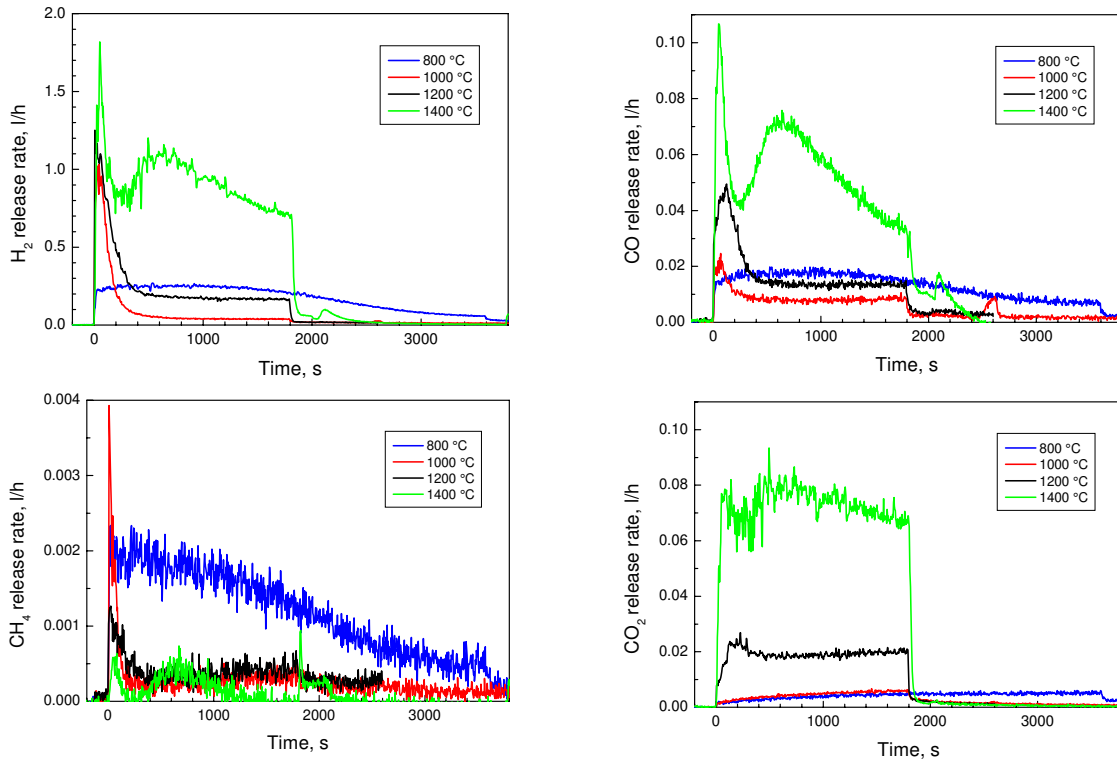 2.0
1.5
1.0
0.5
0.0
H2 release rate, l/h
800 °C
1000 °C
1200 °C
1400 °C
0
1000
2000
3000
Time, s
0.10
0.08
0.06
0.04
0.02
0.00
CO release rate, l/h
800 °C
1000 °C
1200 °C
1400 °C
0
1000
2000
3000
Time, s
0.004
0.003
0.002
0.001
0.000
CH4 release rate, l/h
800 °C
1000 °C
1200 °C
1400 °C
0
1000
2000
3000
Time, s
0.10
0.08
0.06
0.04
0.02
0.00
CO2 release rate, l/h
800 °C
1000 °C
1200 °C
1400 °C
0
1000
2000
3000
Time, s